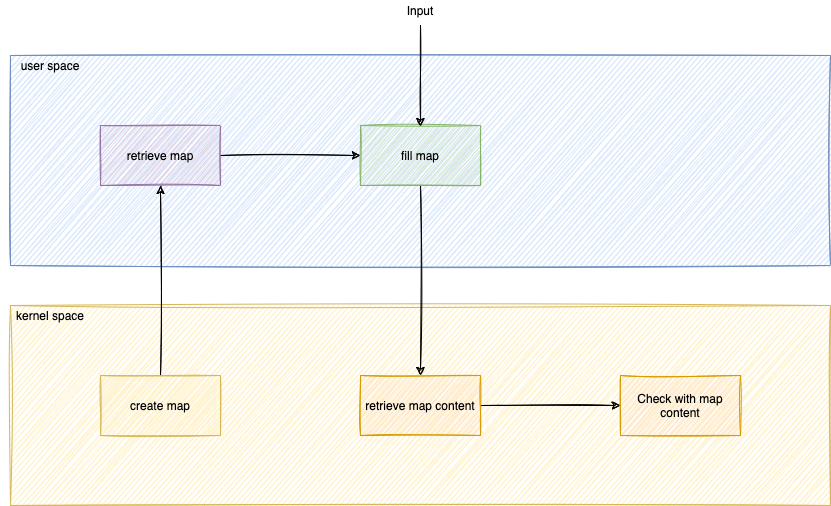 Input
user space
retrieve map
fill map
kernel space
create map
retrieve map content
Check with map
content